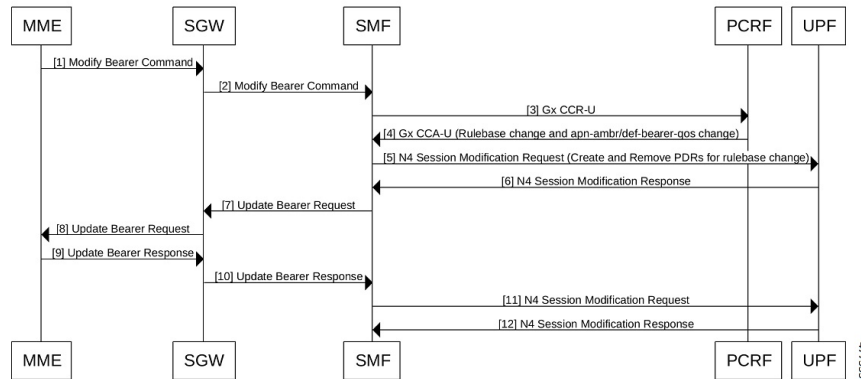 MME SGW SMF PCRF UPF
[1] Modify Bearer Command
[2] Modify Bearer Command
[3] Gx CCR-U
[4] Gx CCA-U (Rulebase change and apn-ambr/def-bearer-qos change)
[5] N4 Session Modification Request (Create and Remove PDRs for rulebase change)
[6] N4 Session Modification Response
[7] Update Bearer Request
[8] Update Bearer Request
[9] Update Bearer Response
[10] Update Bearer Response
[11] N4 Session Modification Request
[12] N4 Session Modification Response
MME SGW SMF PCRF UPF